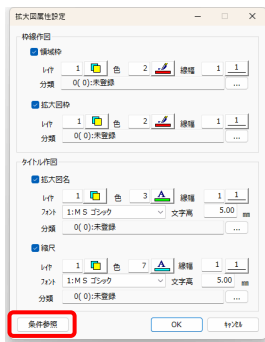 拡大図属性設定
枠線作図
領域枠
レイヤ 1 色 2 線幅 1 1
分類 0( 0):未登録 ...
拡大図枠
レイヤ 1 色 2 線幅 1 1
分類 0( 0):未登録 ...
タイトル作図
拡大図名
レイヤ 1 色 3 A 線幅 1 1
フォント 1:ＭＳ ゴシック 文字高 5.00 mm
分類 0( 0):未登録 ...
縮尺
レイヤ 1 色 7 A 線幅 1 1
フォント 1:ＭＳ ゴシック 文字高 5.00 mm
分類 0( 0):未登録 ...
条件参照 OK キャンセル